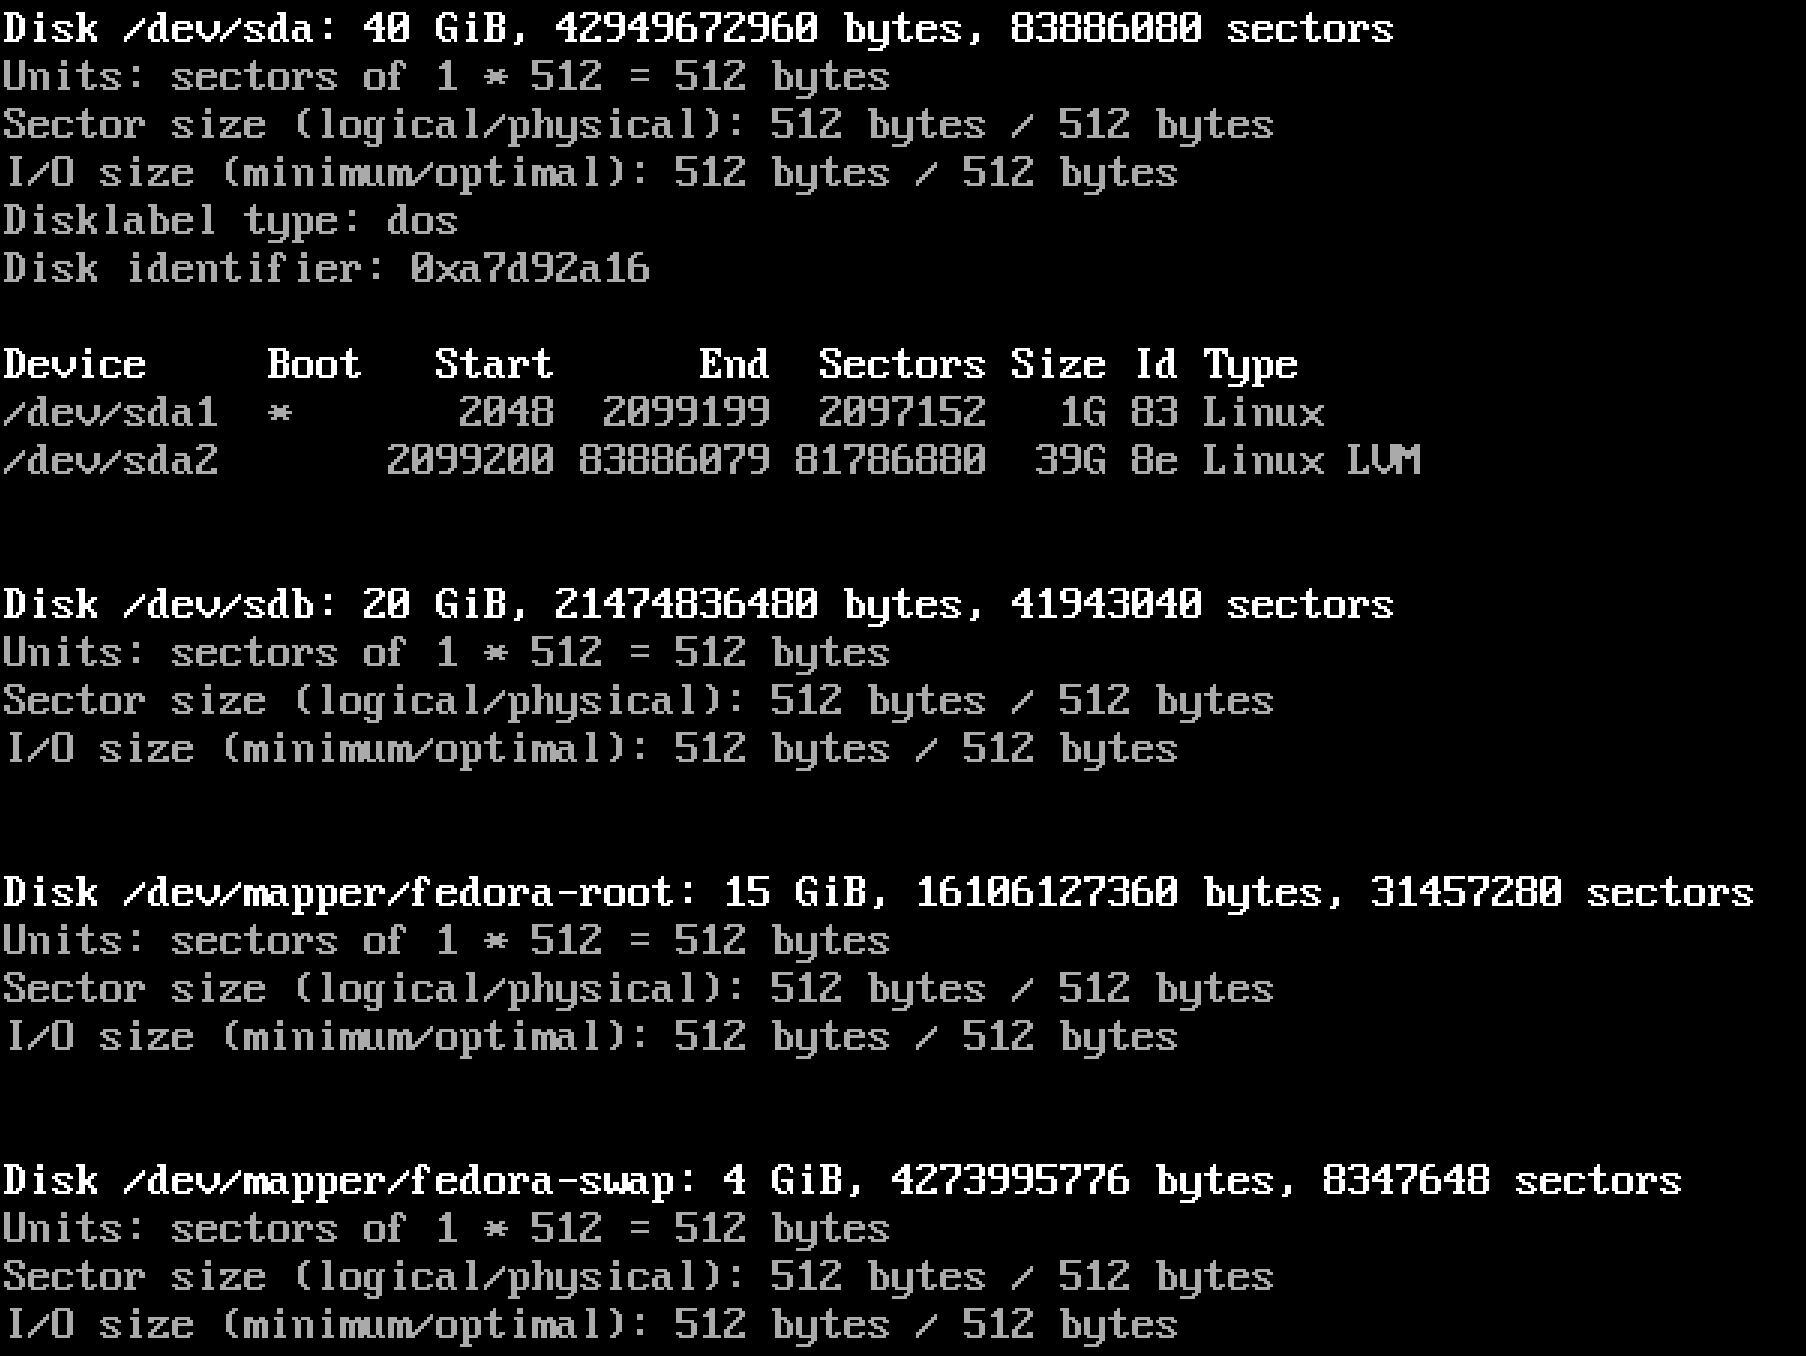 Disk /dev/sda: 40 GiB, 42949672960 bytes, 83886080 sectors
Units: sectors of 1 * 512 = 512 bytes
Sector size (logical/physical): 512 bytes / 512 bytes
I/O size (minimum/optimal): 512 bytes / 512 bytes
Disklabel type: dos
Disk identifier: 0xa7d92a16
Device     Boot   Start      End  Sectors Size Id Type
/dev/sda1  *       2048  2099199  2097152   1G 83 Linux
/dev/sda2       2099200 83886079 81786880  39G 8e Linux LVM
Disk /dev/sdb: 20 GiB, 21474836480 bytes, 41943040 sectors
Units: sectors of 1 * 512 = 512 bytes
Sector size (logical/physical): 512 bytes / 512 bytes
I/O size (minimum/optimal): 512 bytes / 512 bytes
Disk /dev/mapper/fedora-root: 15 GiB, 16106127360 bytes, 31457280 sectors
Units: sectors of 1 * 512 = 512 bytes
Sector size (logical/physical): 512 bytes / 512 bytes
I/O size (minimum/optimal): 512 bytes / 512 bytes
Disk /dev/mapper/fedora-swap: 4 GiB, 4273995776 bytes, 8347648 sectors
Units: sectors of 1 * 512 = 512 bytes
Sector size (logical/physical): 512 bytes / 512 bytes
I/O size (minimum/optimal): 512 bytes / 512 bytes